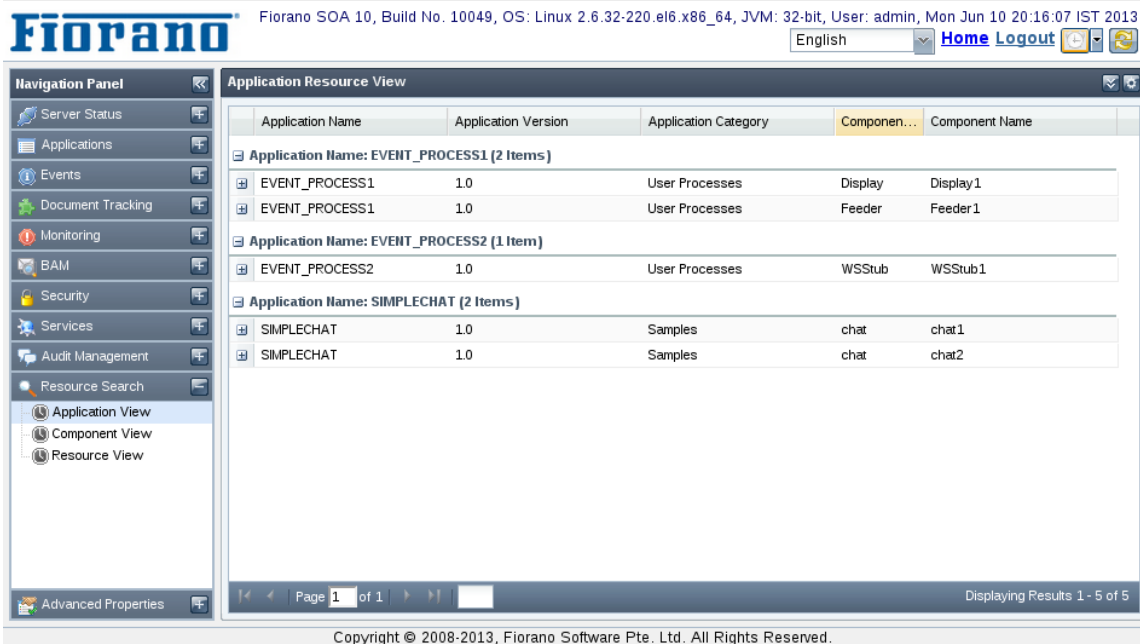 Fiorano
Fiorano SOA 10, Build No. 10049, OS: Linux 2.6.32-220.el6.x86_64, JVM: 32-bit, User: admin, Mon Jun 10 20:16:07 IST 2013
English Home Logout
Navigation Panel
Server Status
Applications
Events
Document Tracking
Monitoring
BAM
Security
Services
Audit Management
Resource Search
Application View
Component View
Resource View
Advanced Properties
Application Resource View
Application Name Application Version Application Category Componen... Component Name
Application Name: EVENT_PROCESS1 (2 Items)
EVENT_PROCESS1 1.0 User Processes Display Display1
EVENT_PROCESS1 1.0 User Processes Feeder Feeder1
Application Name: EVENT_PROCESS2 (1 Item)
EVENT_PROCESS2 1.0 User Processes WSStub WSStub1
Application Name: SIMPLECHAT (2 Items)
SIMPLECHAT 1.0 Samples chat chat1
SIMPLECHAT 1.0 Samples chat chat2
Page 1 of 1 Displaying Results 1 - 5 of 5
Copyright © 2008-2013, Fiorano Software Pte. Ltd. All Rights Reserved.